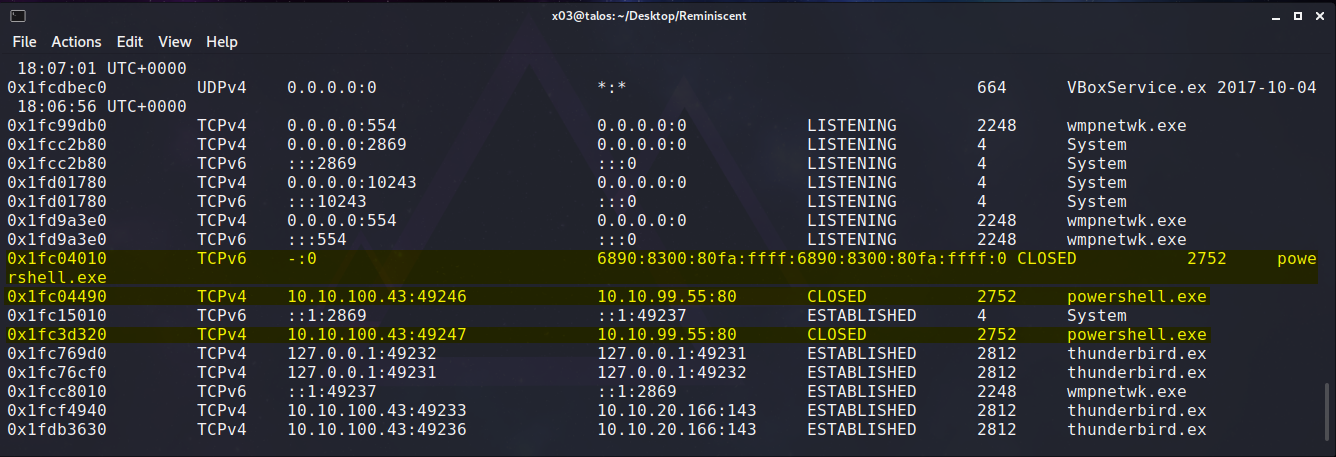 x03@talos: ~/Desktop/Reminiscent
File Actions Edit View Help
18:07:01 UTC+0000
0x1fcdbec0 UDPv4 0.0.0.0:0 *:* 664 VBoxService.ex 2017-10-04
18:06:56 UTC+0000
0x1fc99db0 TCPv4 0.0.0.0:554 0.0.0.0:0 LISTENING 2248 wmpnetwk.exe
0x1fcc2b80 TCPv4 0.0.0.0:2869 0.0.0.0:0 LISTENING 4 System
0x1fcc2b80 TCPv6 :::2869 :::0 LISTENING 4 System
0x1fd01780 TCPv4 0.0.0.0:10243 0.0.0.0:0 LISTENING 4 System
0x1fd01780 TCPv6 :::10243 :::0 LISTENING 4 System
0x1fd9a3e0 TCPv4 0.0.0.0:554 0.0.0.0:0 LISTENING 2248 wmpnetwk.exe
0x1fd9a3e0 TCPv6 :::554 :::0 LISTENING 2248 wmpnetwk.exe
0x1fc04010 TCPv6 -:0 6890:8300:80fa:ffff:6890:8300:80fa:ffff:0 CLOSED 2752 powe
rshell.exe
0x1fc04490 TCPv4 10.10.100.43:49246 10.10.99.55:80 CLOSED 2752 powershell.exe
0x1fc15010 TCPv6 ::1:2869 ::1:49237 ESTABLISHED 4 System
0x1fc3d320 TCPv4 10.10.100.43:49247 10.10.99.55:80 CLOSED 2752 powershell.exe
0x1fc769d0 TCPv4 127.0.0.1:49232 127.0.0.1:49231 ESTABLISHED 2812 thunderbird.ex
0x1fc76cf0 TCPv4 127.0.0.1:49231 127.0.0.1:49232 ESTABLISHED 2812 thunderbird.ex
0x1fcc8010 TCPv6 ::1:49237 ::1:2869 ESTABLISHED 2248 wmpnetwk.exe
0x1fcf4940 TCPv4 10.10.100.43:49233 10.10.20.166:143 ESTABLISHED 2812 thunderbird.ex
0x1fdb3630 TCPv4 10.10.100.43:49236 10.10.20.166:143 ESTABLISHED 2812 thunderbird.ex